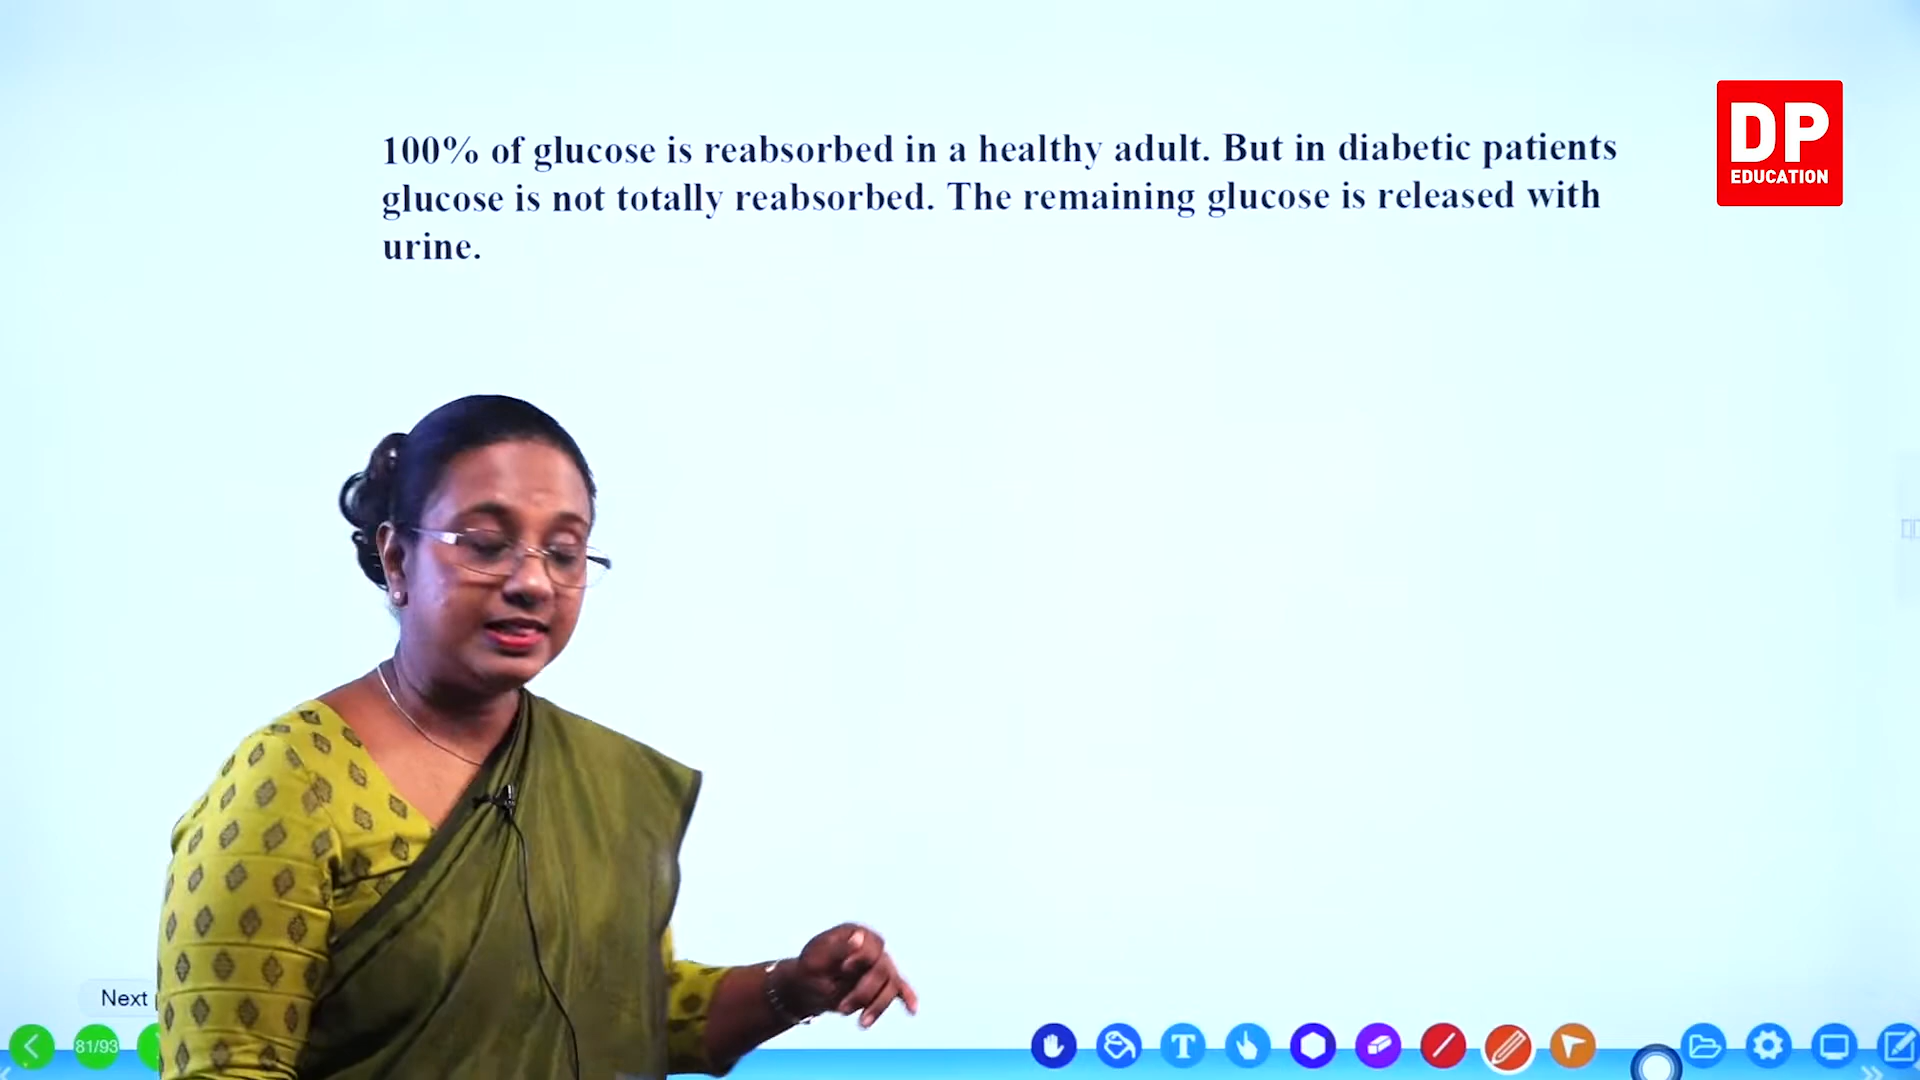 DP
EDUCATION
100% of glucose is reabsorbed in a healthy adult. But in diabetic patients
glucose is not totally reabsorbed. The remaining glucose is released with
urine.
Next
81/93
T